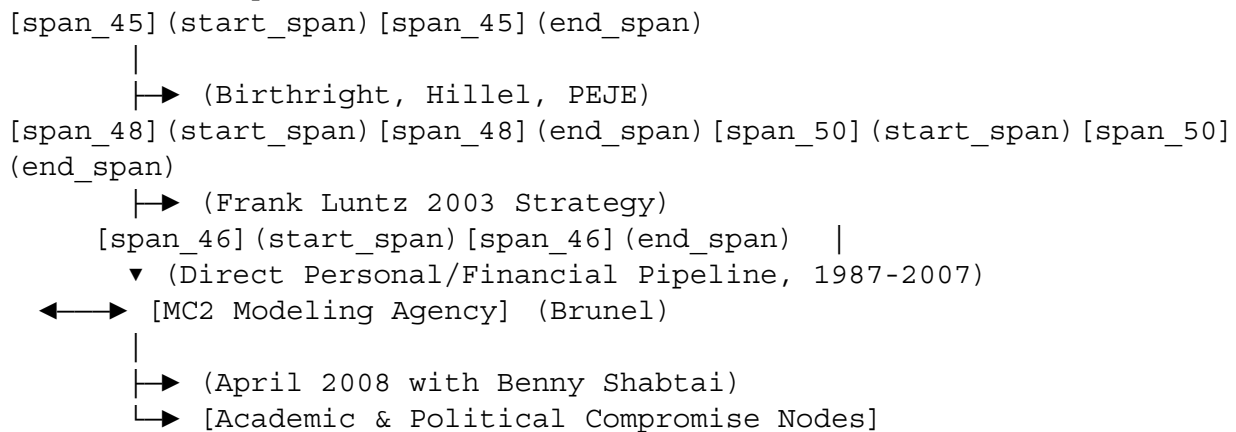 [span_45](start_span)[span_45](end_span)
│
├─► (Birthright, Hillel, PEJE)
[span_48](start_span)[span_48](end_span)[span_50](start_span)[span_50]
(end_span)
├─► (Frank Luntz 2003 Strategy)
[span_46](start_span)[span_46](end_span) │
▼ (Direct Personal/Financial Pipeline, 1987-2007)
◄───► [MC2 Modeling Agency] (Brunel)
│
├─► (April 2008 with Benny Shabtai)
└─► [Academic & Political Compromise Nodes]